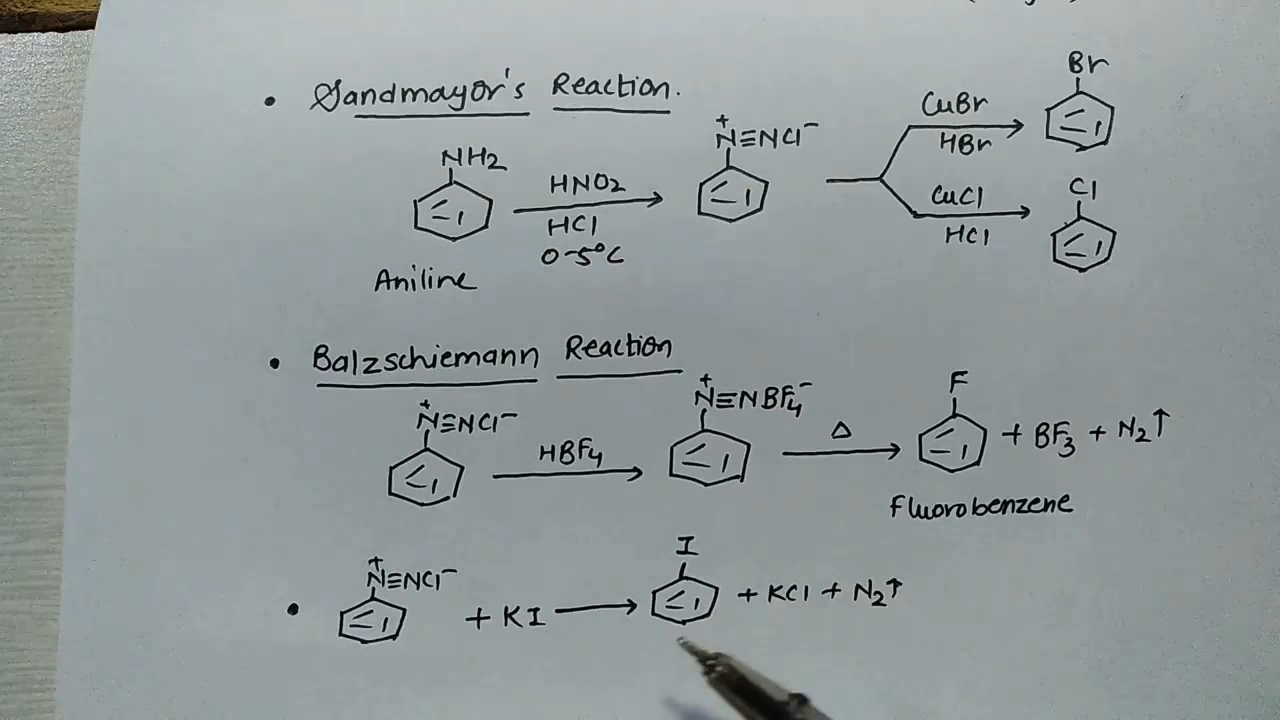 • Sandmayor's Reaction.
NH2
Aniline
HNO2
HCl
0-5°C
+
N≡NCl⁻
CuBr
HBr
Br
CuCl
HCl
Cl
• Balzschiemann Reaction
+
N≡NCl⁻
HBF4
+
N≡NBF4⁻
Δ
F
+ BF3 + N2↑
Fluorobenzene
•
+
N≡NCl⁻
+ KI
I
+ KCl + N2↑